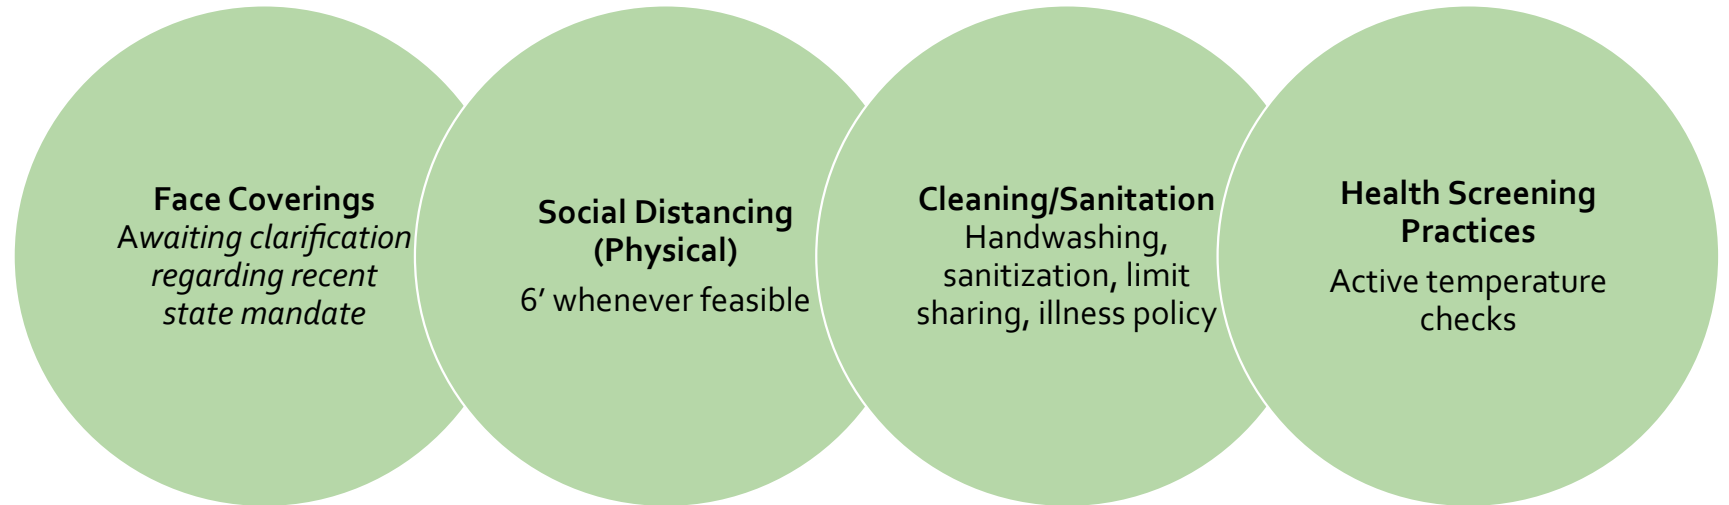 Face Coverings
Awaiting clarification
regarding recent
state mandate
Social Distancing
(Physical)
6’ whenever feasible
Cleaning/Sanitation
Handwashing,
sanitization, limit
sharing, illness policy
Health Screening
Practices
Active temperature
checks